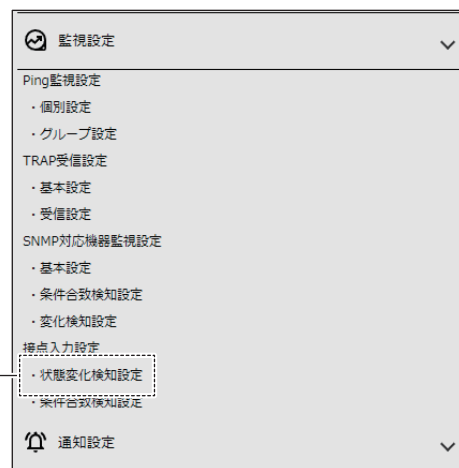 監視設定
Ping監視設定
・個別設定
・グループ設定
TRAP受信設定
・基本設定
・受信設定
SNMP対応機器監視設定
・基本設定
・条件合致検知設定
・変化検知設定
接点入力設定
・状態変化検知設定
・条件合致検知設定
通知設定